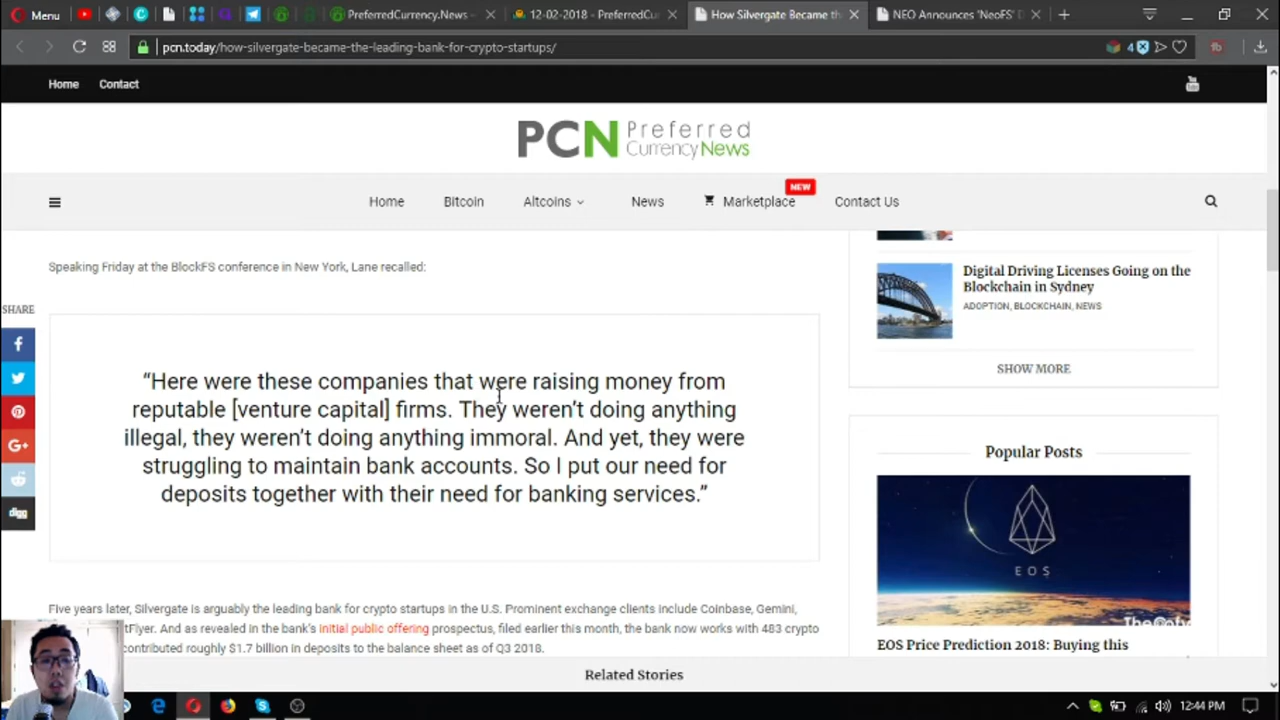 Menu
PreferredCurrency.News -
12-02-2018 - PreferredCu
How Silvergate Became th
NEO Announces 'NeoFS' D
pcn.today/how-silvergate-became-the-leading-bank-for-crypto-startups/
4
Home Contact
PCN Preferred
CurrencyNews
NEW
Home Bitcoin Altcoins News Marketplace Contact Us
Speaking Friday at the BlockFS conference in New York, Lane recalled:
SHARE
“Here were these companies that were raising money from
reputable [venture capital] firms. They weren’t doing anything
illegal, they weren’t doing anything immoral. And yet, they were
struggling to maintain bank accounts. So I put our need for
deposits together with their need for banking services.”
Five years later, Silvergate is arguably the leading bank for crypto startups in the U.S. Prominent exchange clients include Coinbase, Gemini,
tFlyer. And as revealed in the bank’s initial public offering prospectus, filed earlier this month, the bank now works with 483 crypto
contributed roughly $1.7 billion in deposits to the balance sheet as of Q3 2018.
Digital Driving Licenses Going on the
Blockchain in Sydney
ADOPTION, BLOCKCHAIN, NEWS
SHOW MORE
Popular Posts
EOS
EOS Price Prediction 2018: Buying this
Related Stories
digg
12:44 PM